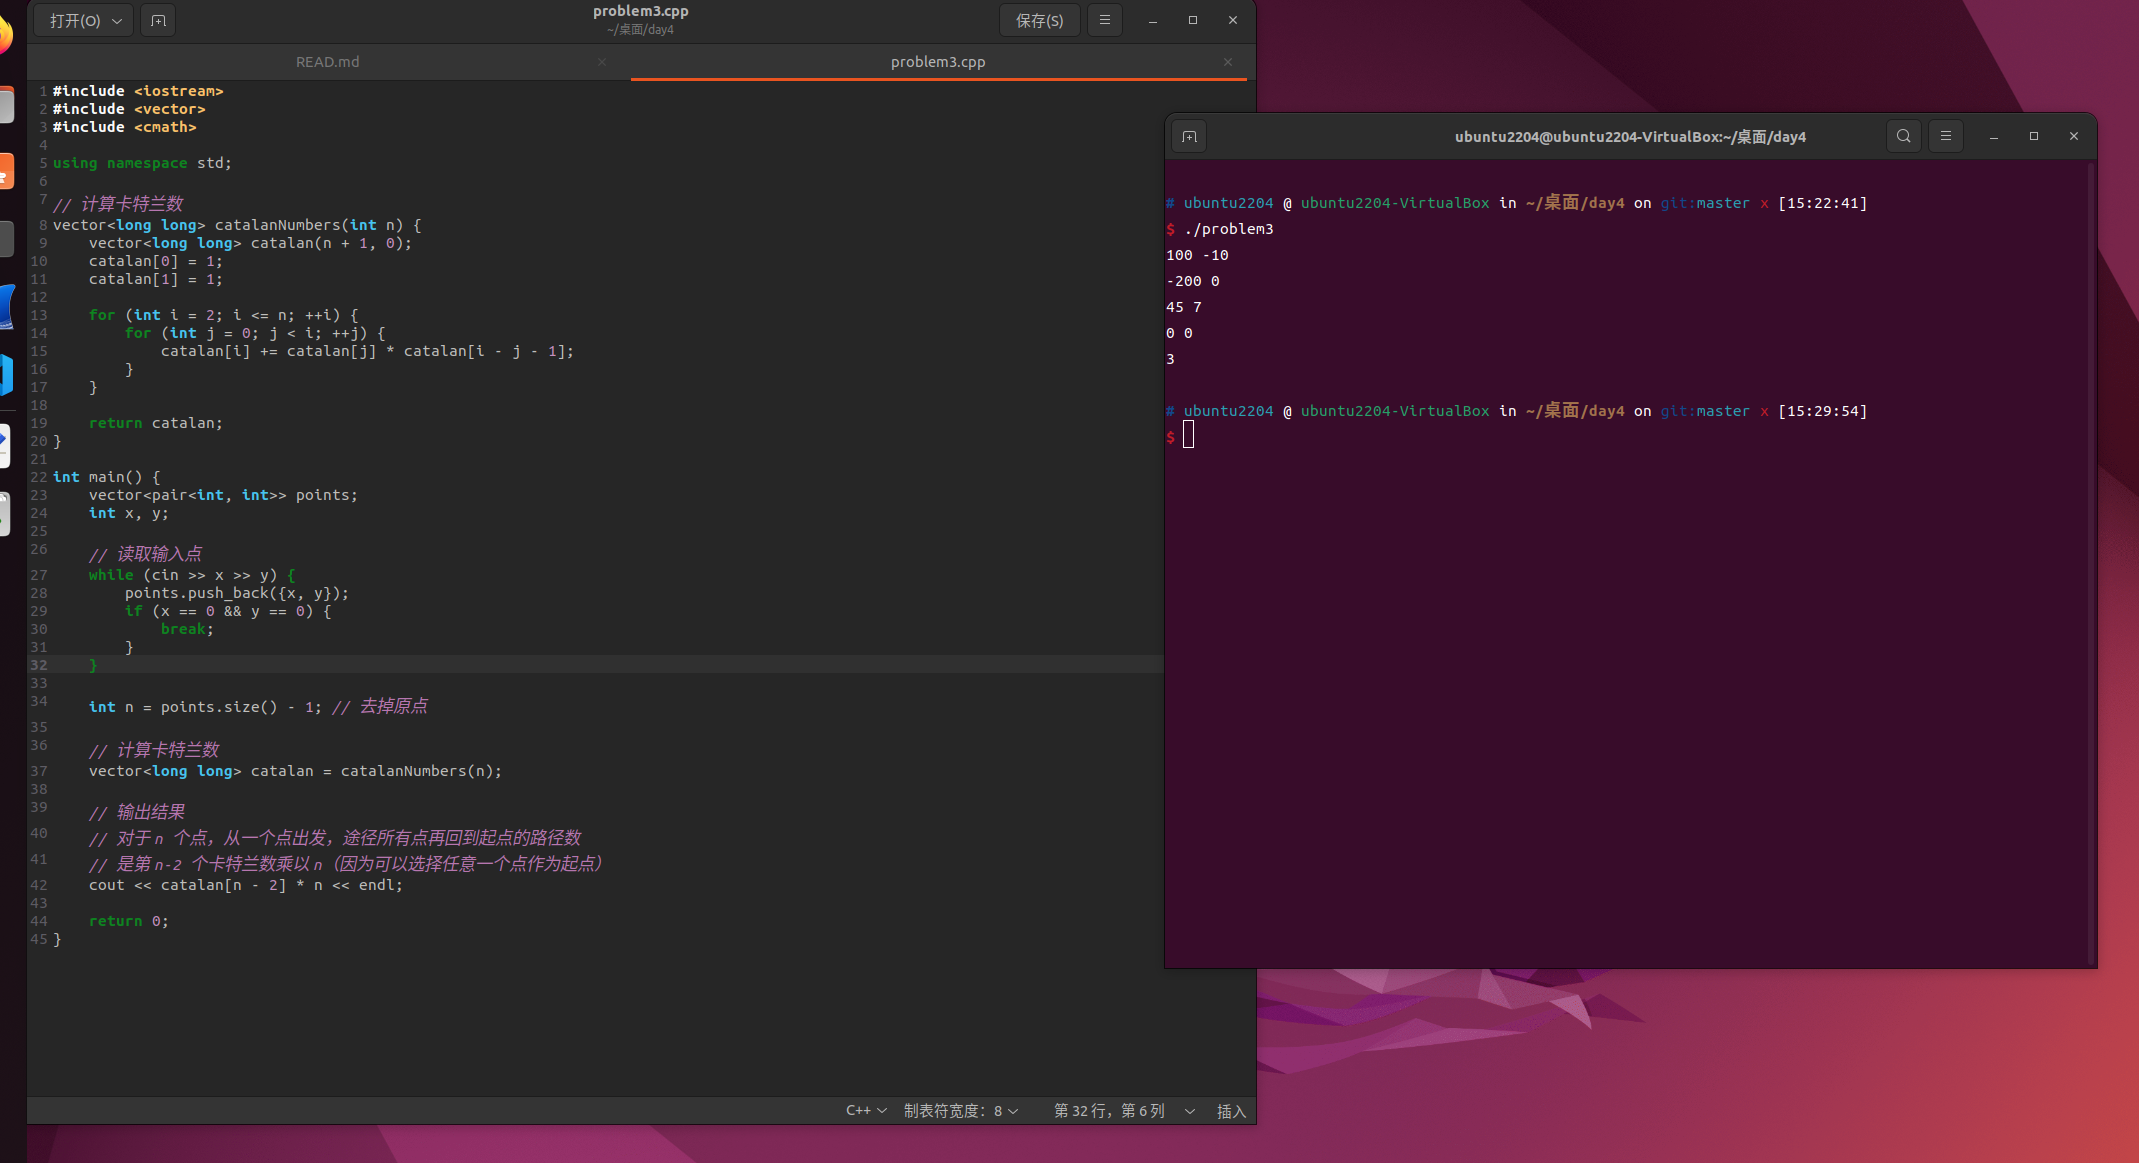 打开(O)
problem3.cpp
~/桌面/day4
保存(S)
READ.md
problem3.cpp
1 #include <iostream>
2 #include <vector>
3 #include <cmath>
4
5 using namespace std;
6
7 // 计算卡特兰数
8 vector<long long> catalanNumbers(int n) {
9     vector<long long> catalan(n + 1, 0);
10     catalan[0] = 1;
11     catalan[1] = 1;
12
13     for (int i = 2; i <= n; ++i) {
14         for (int j = 0; j < i; ++j) {
15             catalan[i] += catalan[j] * catalan[i - j - 1];
16         }
17     }
18
19     return catalan;
20 }
21
22 int main() {
23     vector<pair<int, int>> points;
24     int x, y;
25
26     // 读取输入点
27     while (cin >> x >> y) {
28         points.push_back({x, y});
29         if (x == 0 && y == 0) {
30             break;
31         }
32     }
33
34     int n = points.size() - 1; // 去掉原点
35
36     // 计算卡特兰数
37     vector<long long> catalan = catalanNumbers(n);
38
39     // 输出结果
40     // 对于 n 个点，从一个点出发，途径所有点再回到起点的路径数
41     // 是第 n-2 个卡特兰数乘以 n（因为可以选择任意一个点作为起点）
42     cout << catalan[n - 2] * n << endl;
43
44     return 0;
45 }
C++
制表符宽度：8
第 32 行，第 6 列
插入
ubuntu2204@ubuntu2204-VirtualBox:~/桌面/day4
# ubuntu2204 @ ubuntu2204-VirtualBox in ~/桌面/day4 on git:master x [15:22:41]
$ ./problem3
100 -10
-200 0
45 7
0 0
3
# ubuntu2204 @ ubuntu2204-VirtualBox in ~/桌面/day4 on git:master x [15:29:54]
$